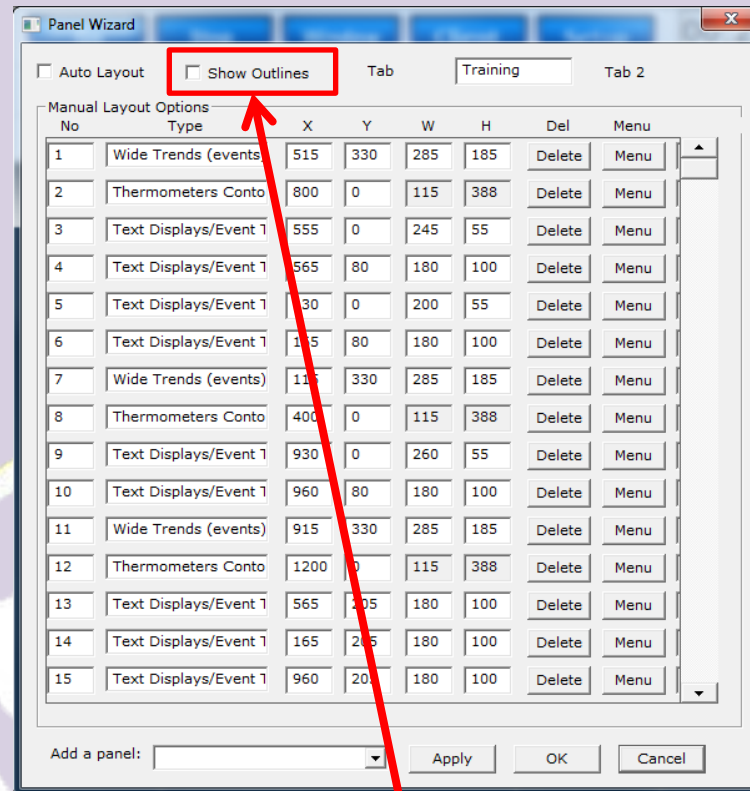 Panel Wizard
Auto Layout Show Outlines Tab Training Tab 2
Manual Layout Options
No Type X Y W H Del Menu
1 Wide Trends (events) 515 330 285 185 Delete Menu
2 Thermometers Conto 800 0 115 388 Delete Menu
3 Text Displays/Event T 555 0 245 55 Delete Menu
4 Text Displays/Event T 565 80 180 100 Delete Menu
5 Text Displays/Event T 0 200 55 Delete Menu
6 Text Displays/Event T 165 80 180 100 Delete Menu
7 Wide Trends (events) 115 330 285 185 Delete Menu
8 Thermometers Conto 400 0 115 388 Delete Menu
9 Text Displays/Event T 930 0 260 55 Delete Menu
10 Text Displays/Event T 960 80 180 100 Delete Menu
11 Wide Trends (events) 915 330 285 185 Delete Menu
12 Thermometers Conto 1200 0 115 388 Delete Menu
13 Text Displays/Event T 565 205 180 100 Delete Menu
14 Text Displays/Event T 165 205 180 100 Delete Menu
15 Text Displays/Event T 960 205 180 100 Delete Menu
Add a panel: Apply OK Cancel